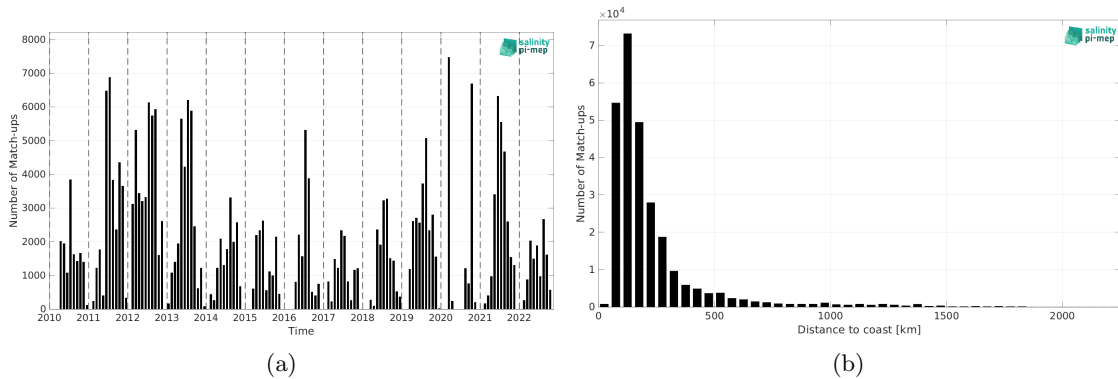 salinity
pi-mep
Number of Match-ups
8000
7000
6000
5000
4000
3000
2000
1000
0
2010 2011 2012 2013 2014 2015 2016 2017 2018 2019 2020 2021 2022
Time
(a)
×10⁴
salinity
pi-mep
Number of Match-ups
7
6
5
4
3
2
1
0
0 500 1000 1500 2000
Distance to coast [km]
(b)